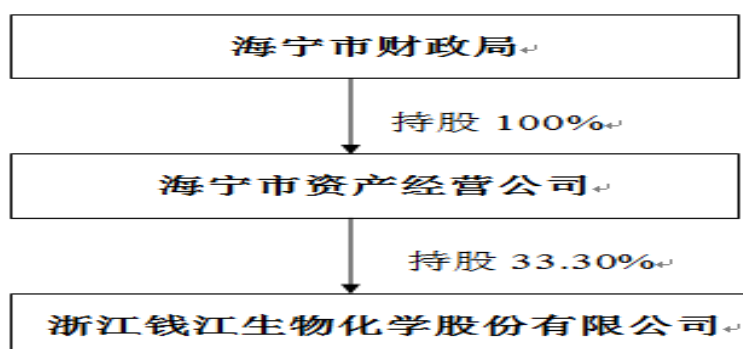 海宁市财政局
持股 100%
海宁市资产经营公司
持股 33.30%
浙江钱江生物化学股份有限公司